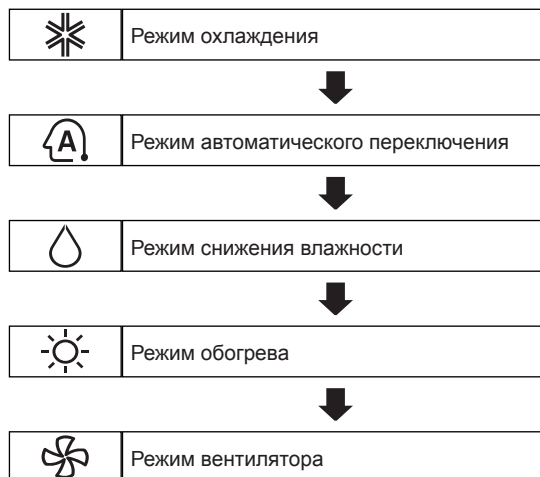 Режим охлаждения
A
Режим автоматического переключения
Режим снижения влажности
Режим обогрева
Режим вентилятора